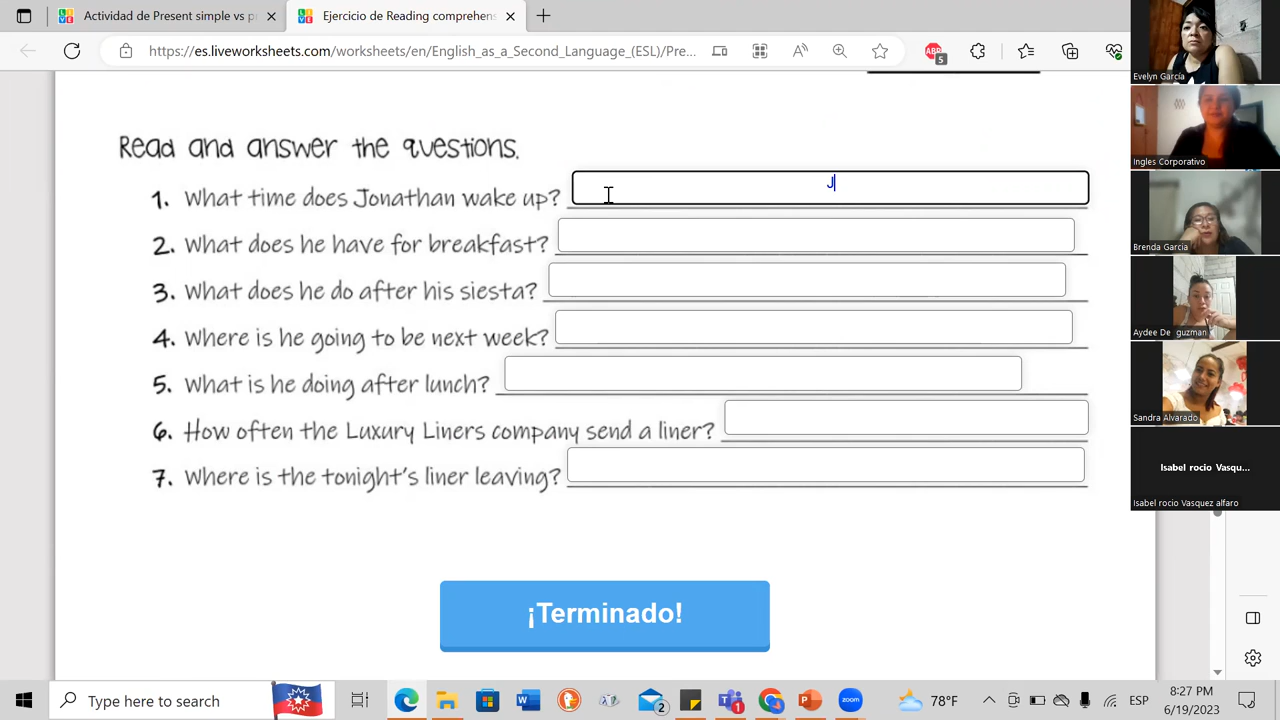 Actividad de Present simple vs pr
Ejercicio de Reading comprehens
https://es.liveworksheets.com/worksheets/en/English_as_a_Second_Language_(ESL)/Pre...
5
Read and answer the questions.
1. What time does Jonathan wake up?
J
2. What does he have for breakfast?
3. What does he do after his siesta?
4. Where is he going to be next week?
5. What is he doing after lunch?
6. How often the Luxury Liners company send a liner?
7. Where is the tonight's liner leaving?
¡Terminado!
Evelyn García
Ingles Corporativo
Brenda Garcia
Aydee De guzman
Sandra Alvarado
Isabel rocio Vasqu...
Isabel rocio Vasquez alfaro
Type here to search
2
1
78°F
ESP
8:27 PM
6/19/2023